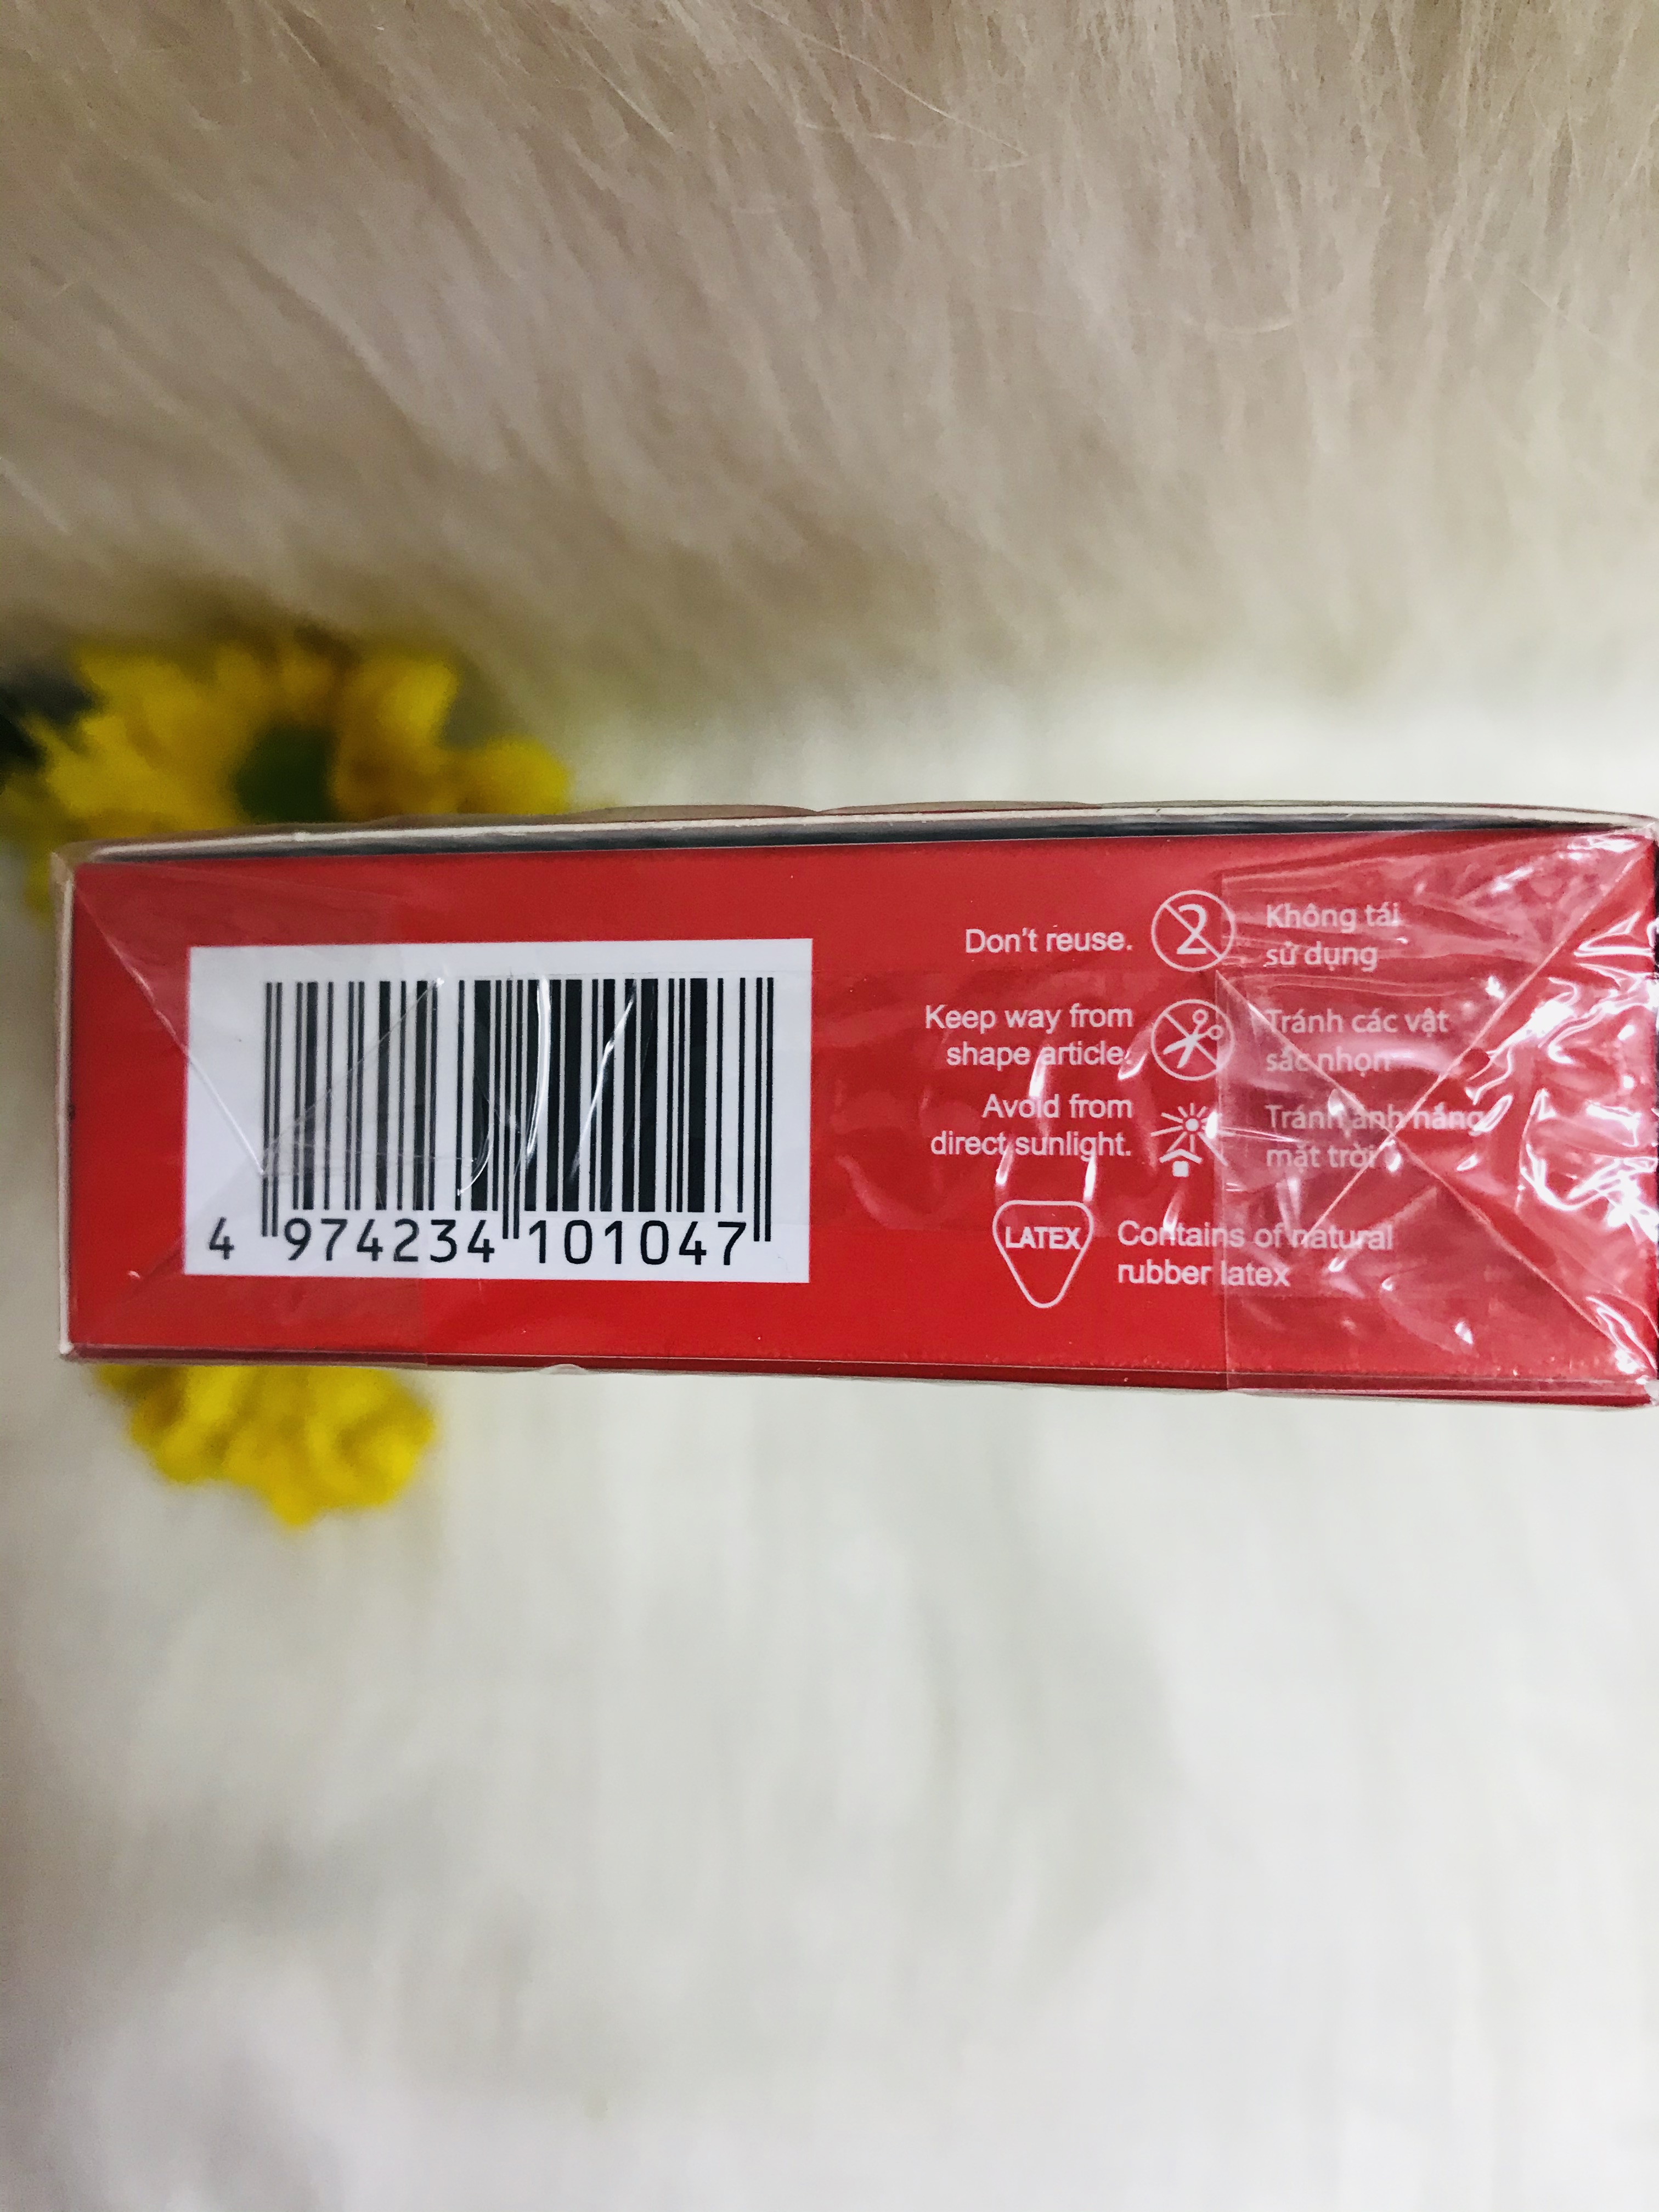 4 974234 101047
Don't reuse.
2
Không tái
sử dụng
Keep way from
shape article.
Tránh các vật
sắc nhọn
Avoid from
direct sunlight.
Tránh ánh nắng
mặt trời
LATEX
Contains of natural
rubber latex